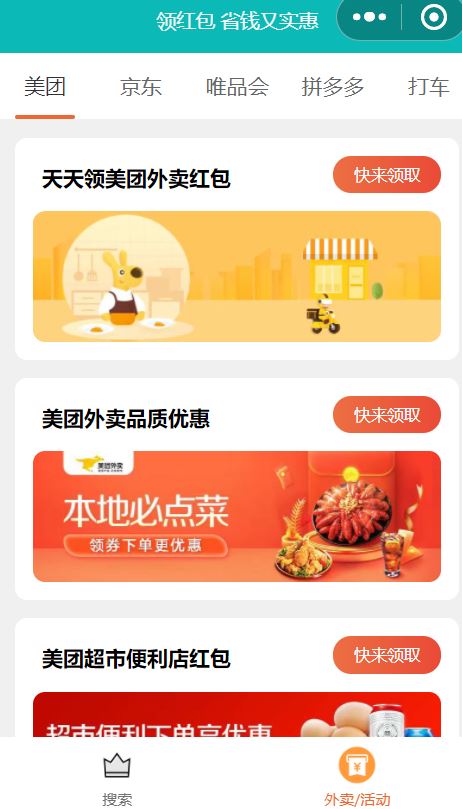 领红包 省钱又实惠
美团 京东 唯品会 拼多多 打车
天天领美团外卖红包
快来领取
美团外卖品质优惠
快来领取
美团外卖
本地必点菜
领券下单更优惠
美团超市便利店红包
快来领取
超市便利下单享优惠
搜索 外卖/活动